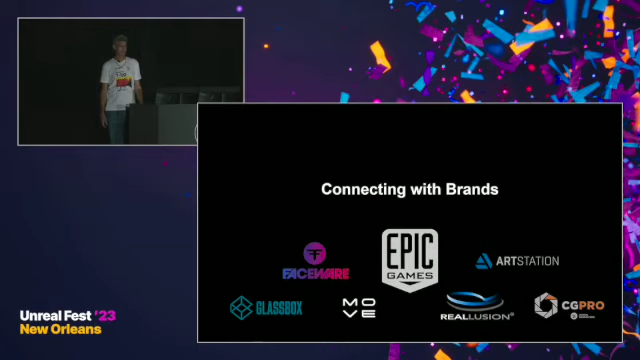 Connecting with Brands
FACEWARE
EPIC
GAMES
ARTSTATION
GLASSBOX
MOVE
REALLUSION
CGPRO
Unreal Fest '23
New Orleans